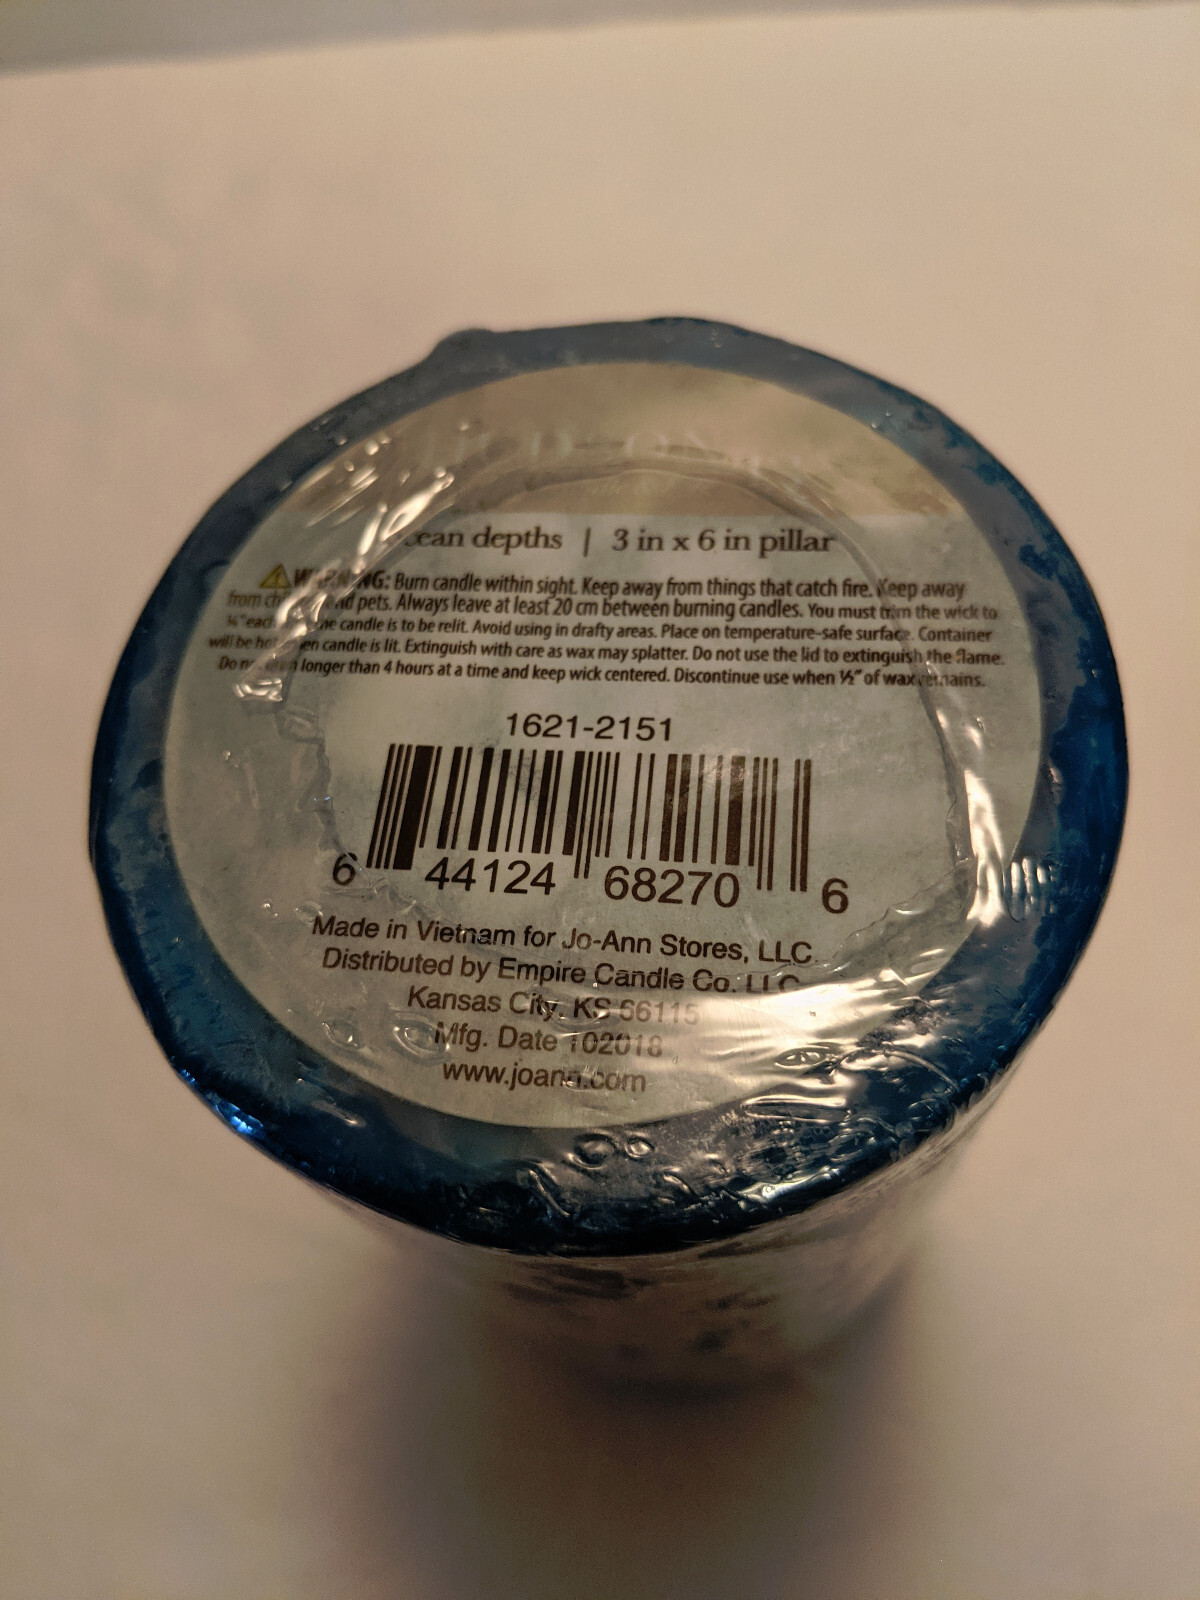 depths | 3 in x 6 in pillar
WARNING: Burn candle within sight. Keep away from things that catch fire. Keep away
from and pets. Always leave at least 20 cm between burning candles. You must trim the wick to
candle is to be relit. Avoid using in drafty areas. Place on temperature-safe surface. Container
will be candle is lit. Extinguish with care as wax may splatter. Do not use the lid to extinguish the flame.
Do longer than 4 hours at a time and keep wick centered. Discontinue use when ½" of wax remains.
1621-2151
6 44124 68270 6
Made in Vietnam for Jo-Ann Stores, LLC.
Distributed by Empire Candle Co. LLC
Kansas City, KS 66115
Mfg. Date 102018
www.joann.com